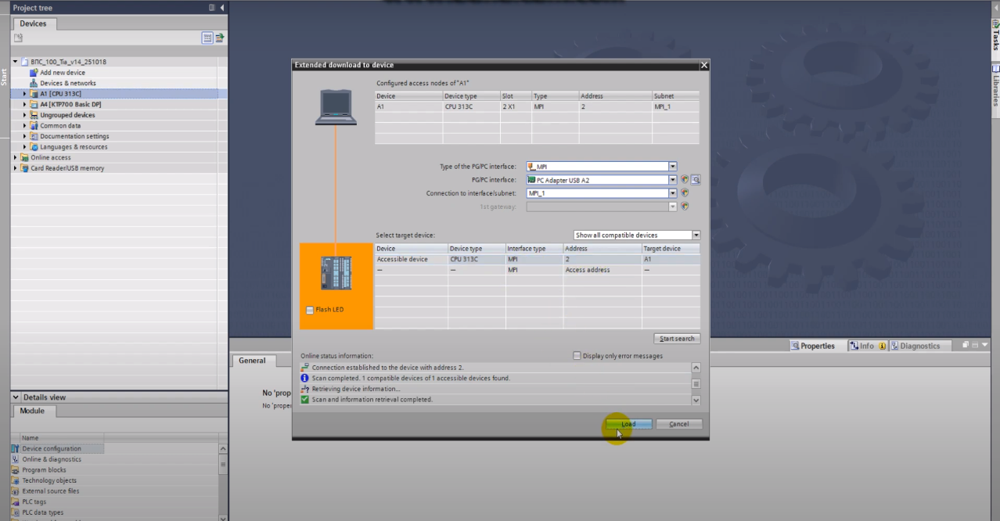 Project tree
Devices
Start
ВПС_100_Tia_v14_251018
Add new device
Devices & networks
A1 [CPU 313C]
A4 [KTP700 Basic DP]
Ungrouped devices
Common data
Documentation settings
Languages & resources
Online access
Card Reader/USB memory
Details view
Module
Name
Device configuration
Online & diagnostics
Program blocks
Technology objects
External source files
PLC tags
PLC data types
Extended download to device
Configured access nodes of "A1"
Device Device type Slot Type Address Subnet
A1 CPU 313C 2 X1 MPI 2 MPI_1
Type of the PG/PC interface: MPI
PG/PC interface: PC Adapter USB A2
Connection to interface/subnet: MPI_1
1st gateway:
Select target device: Show all compatible devices
Device Device type Interface type Address Target device
Accessible device CPU 313C MPI 2 A1
— — MPI Access address —
Flash LED
Start search
Online status information: Display only error messages
Connection established to the device with address 2.
Scan completed. 1 compatible devices of 1 accessible devices found.
Retrieving device information...
Scan and information retrieval completed.
Load Cancel
Properties Info Diagnostics
General
No 'prop
No 'prope
Tasks
Libraries